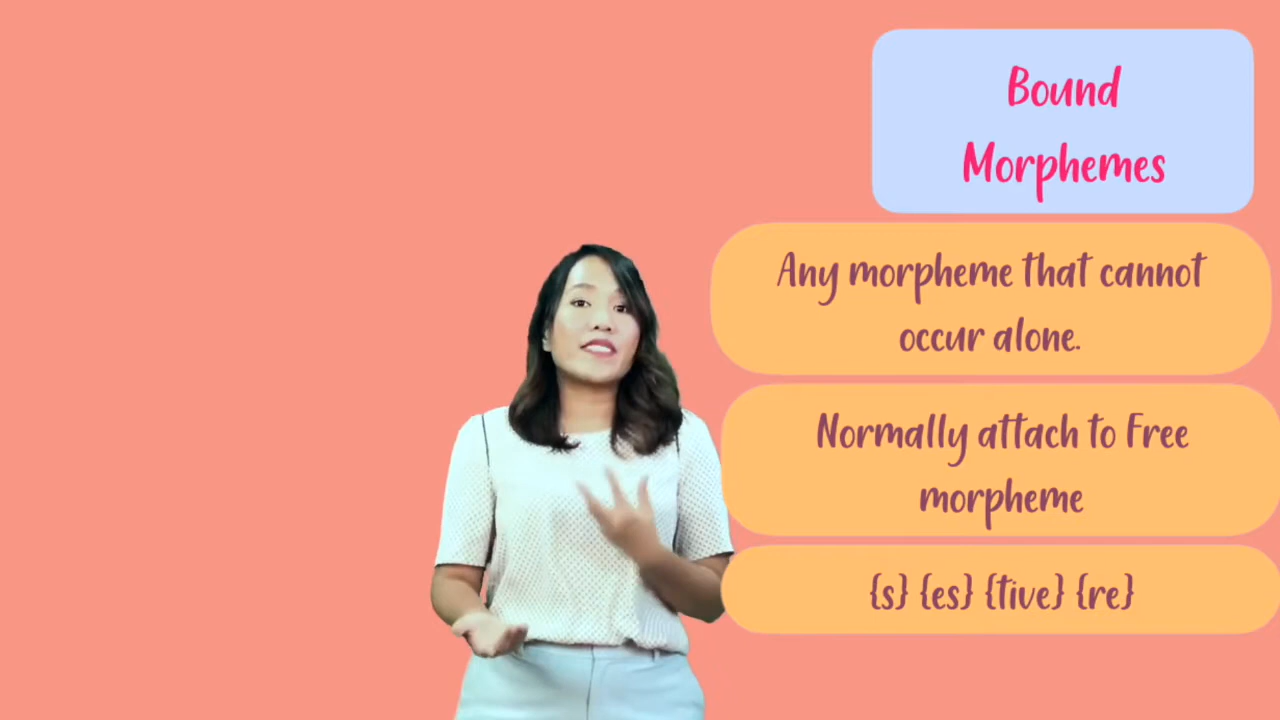 Bound
Morphemes
Any morpheme that cannot
occur alone.
Normally attach to Free
morpheme
{s} {es} {tive} {re}